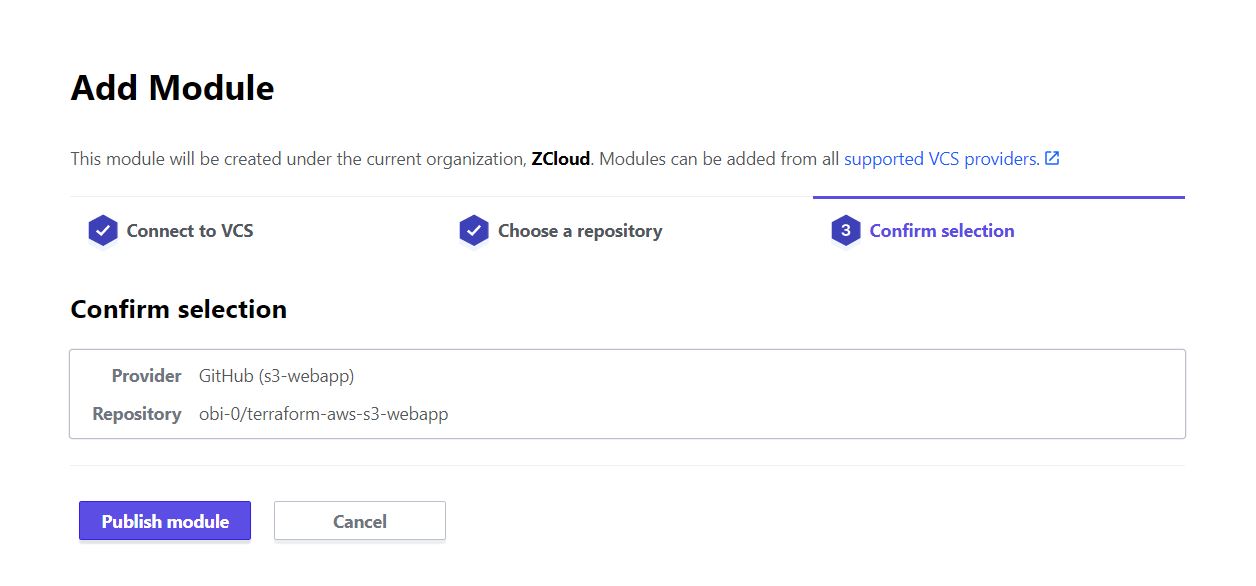 Add Module
This module will be created under the current organization, ZCloud. Modules can be added from all supported VCS providers.
Connect to VCS
Choose a repository
3 Confirm selection
Confirm selection
Provider GitHub (s3-webapp)
Repository obi-0/terraform-aws-s3-webapp
Publish module Cancel